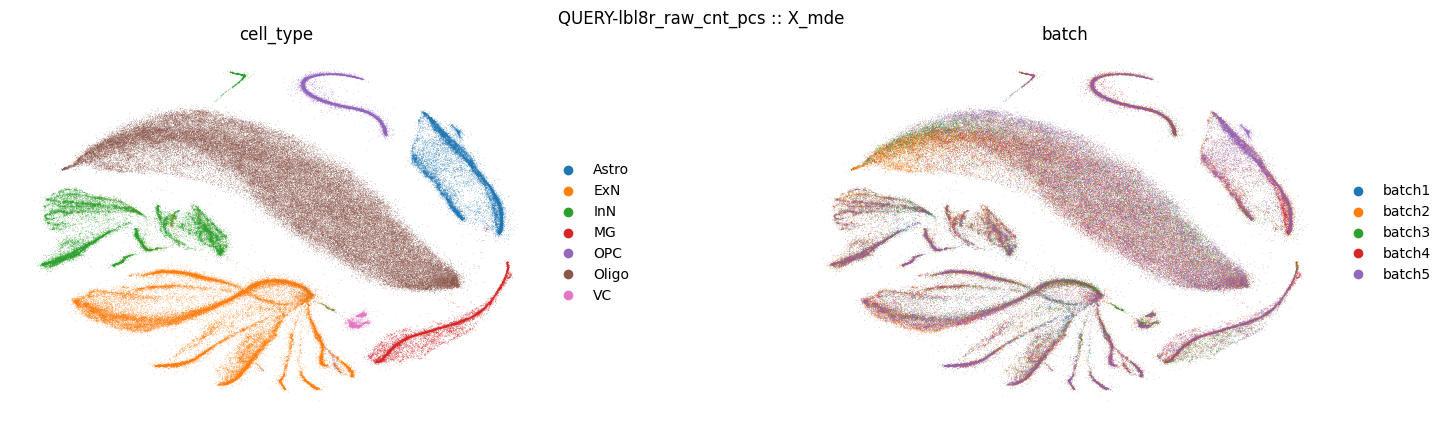 QUERY-lbl8r_raw_cnt_pcs :: X_mde
cell_type
batch
Astro
ExN
InN
MG
OPC
Oligo
VC
batch1
batch2
batch3
batch4
batch5